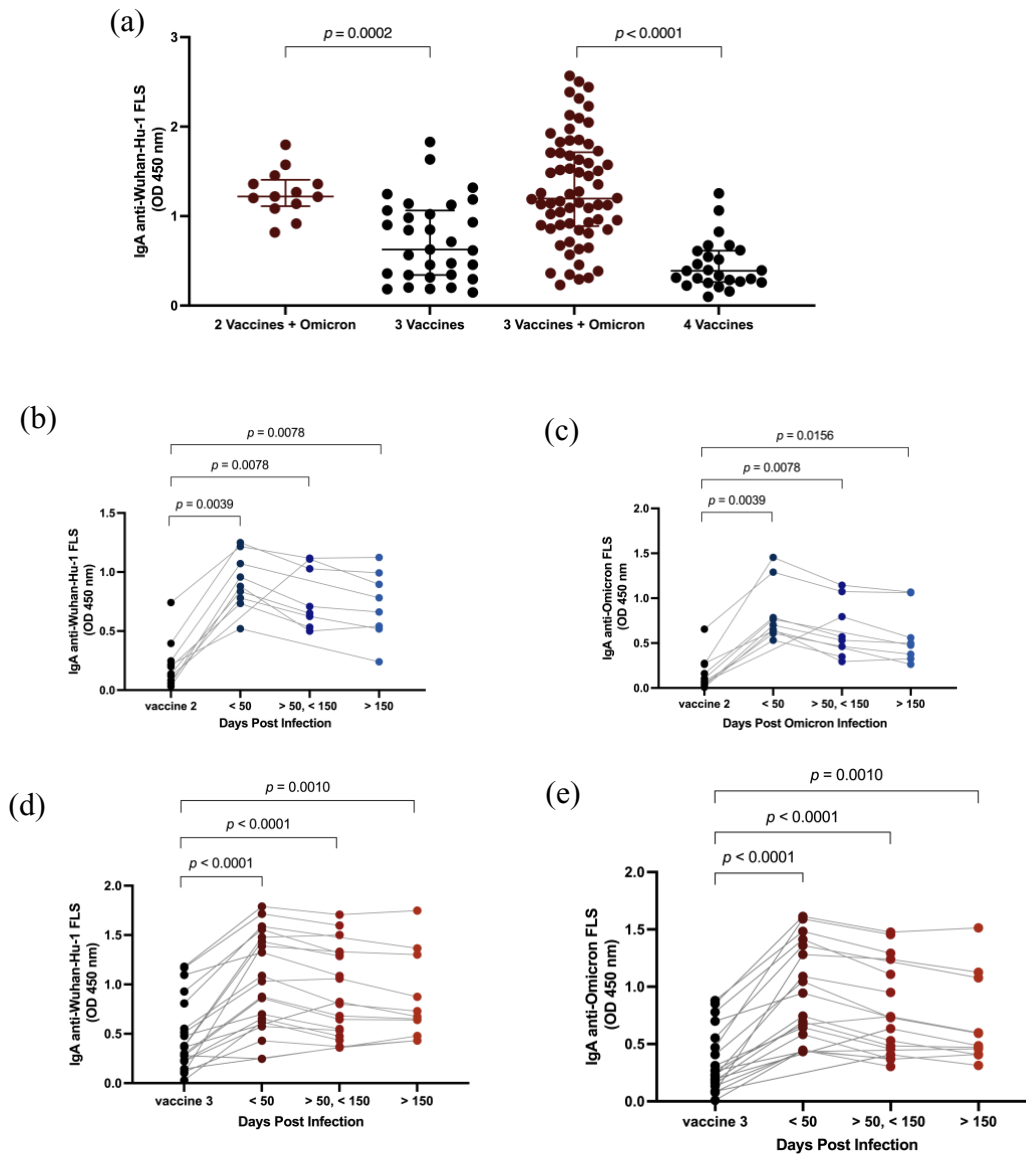 (a)
p = 0.0002
p < 0.0001
3
2
1
0
IgA anti-Wuhan-Hu-1 FLS
(OD 450 nm)
2 Vaccines + Omicron
3 Vaccines
3 Vaccines + Omicron
4 Vaccines
(b)
p = 0.0078
p = 0.0078
p = 0.0039
1.5
1.0
0.5
0.0
IgA anti-Wuhan-Hu-1 FLS
(OD 450 nm)
vaccine 2
< 50
> 50, < 150
> 150
Days Post Infection
(c)
p = 0.0156
p = 0.0078
p = 0.0039
2.0
1.5
1.0
0.5
0.0
IgA anti-Omicron FLS
(OD 450 nm
vaccine 2
< 50
> 50, < 150
> 150
Days Post Omicron Infection
(d)
p = 0.0010
p < 0.0001
p < 0.0001
2.0
1.5
1.0
0.5
0.0
IgA anti-Wuhan-Hu-1 FLS
(OD 450 nm)
vaccine 3
< 50
> 50, < 150
> 150
Days Post Infection
(e)
p = 0.0010
p < 0.0001
p < 0.0001
2.0
1.5
1.0
0.5
0.0
IgA anti-Omicron FLS
(OD 450 nm)
vaccine 3
< 50
> 50, < 150
> 150
Days Post Infection